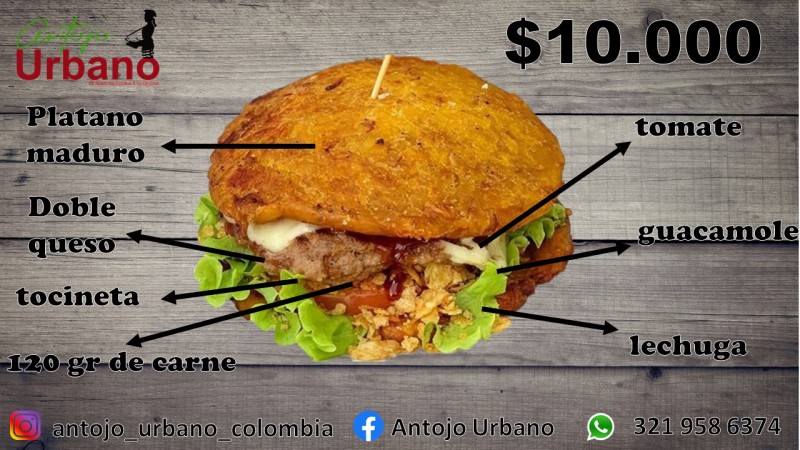 Antojo
Urbano
$10.000
Platano
maduro
tomate
Doble
queso
guacamole
tocineta
lechuga
120 gr de carne
antojo_urbano_colombia
Antojo Urbano
321 958 6374